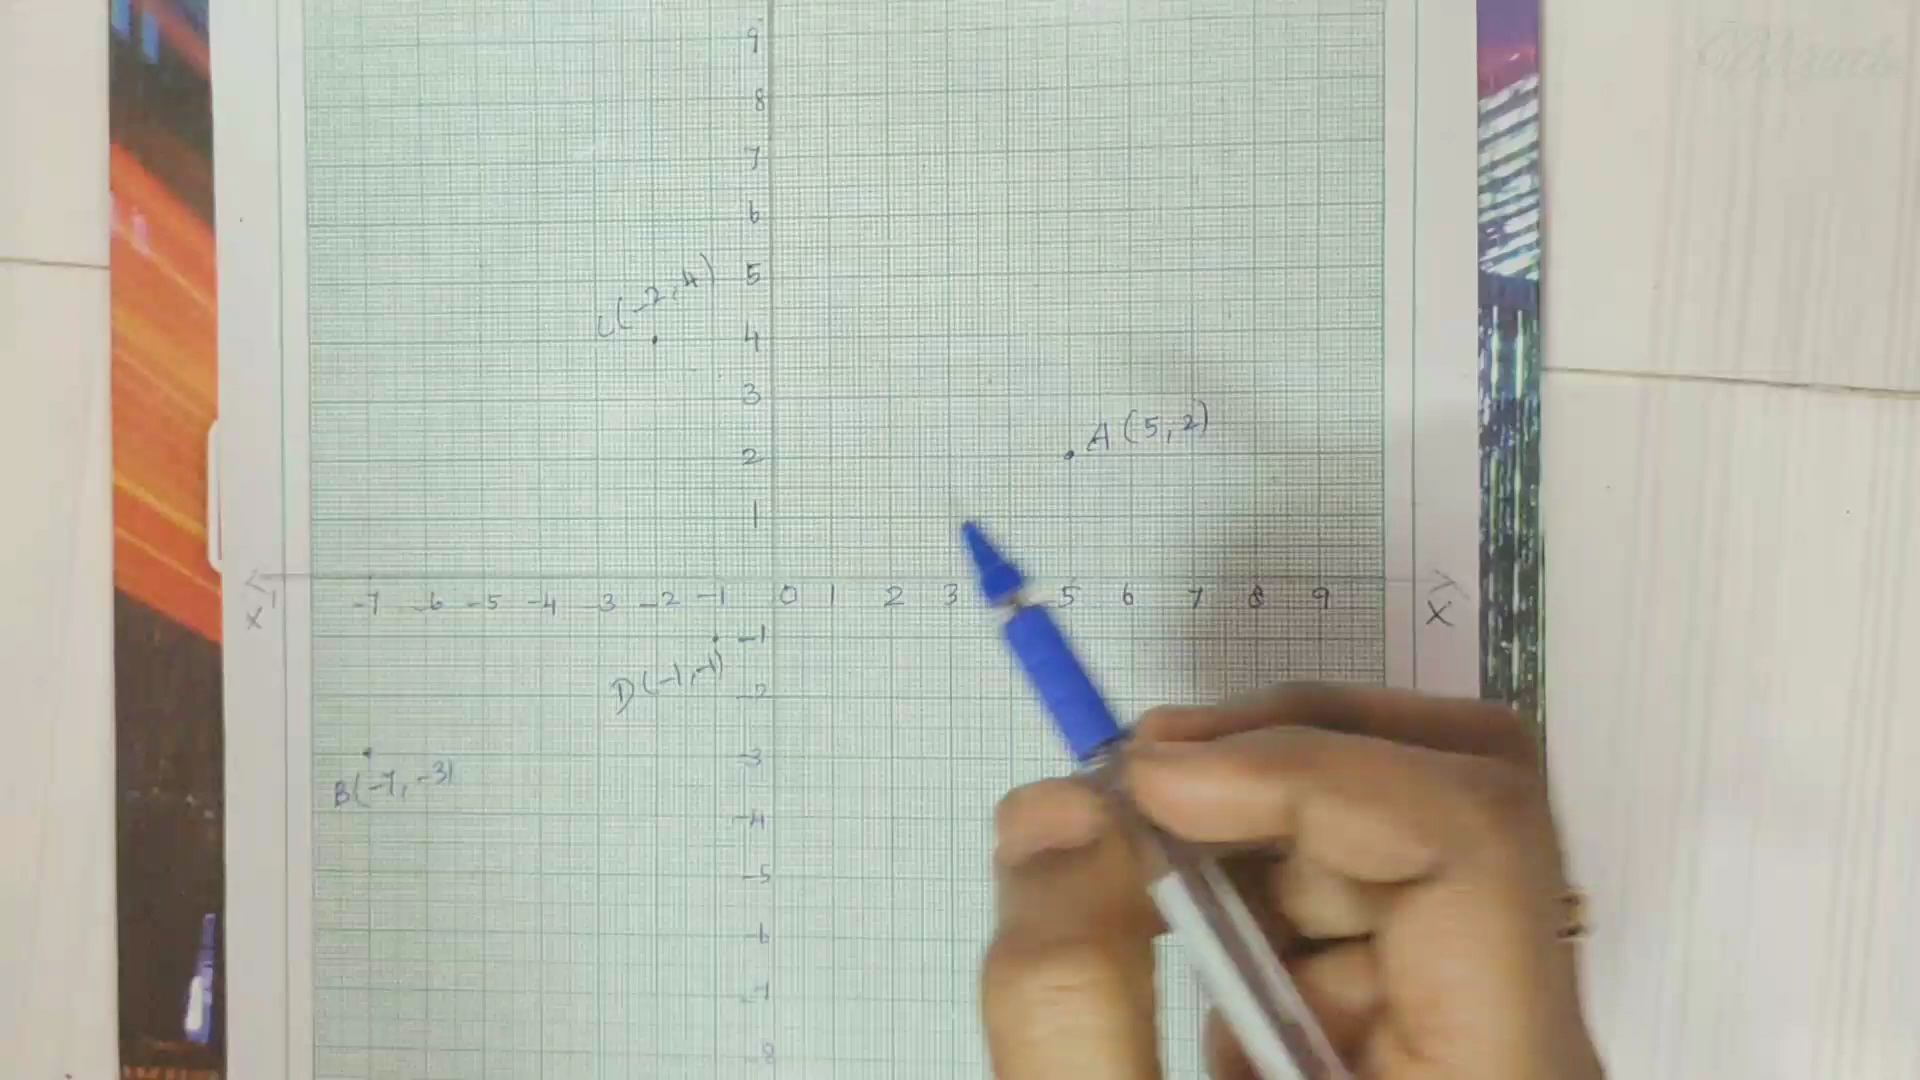 9
8
7
6
5
C(-2,4)
4
3
A(5,2)
2
1
-7 -6 -5 -4 -3 -2 -1 0 1 2 3 5 6 7 8 9
X' X
-1
D(-1,-1)
-2
-3
B(-7,-3)
-4
-5
-6
-7
-8